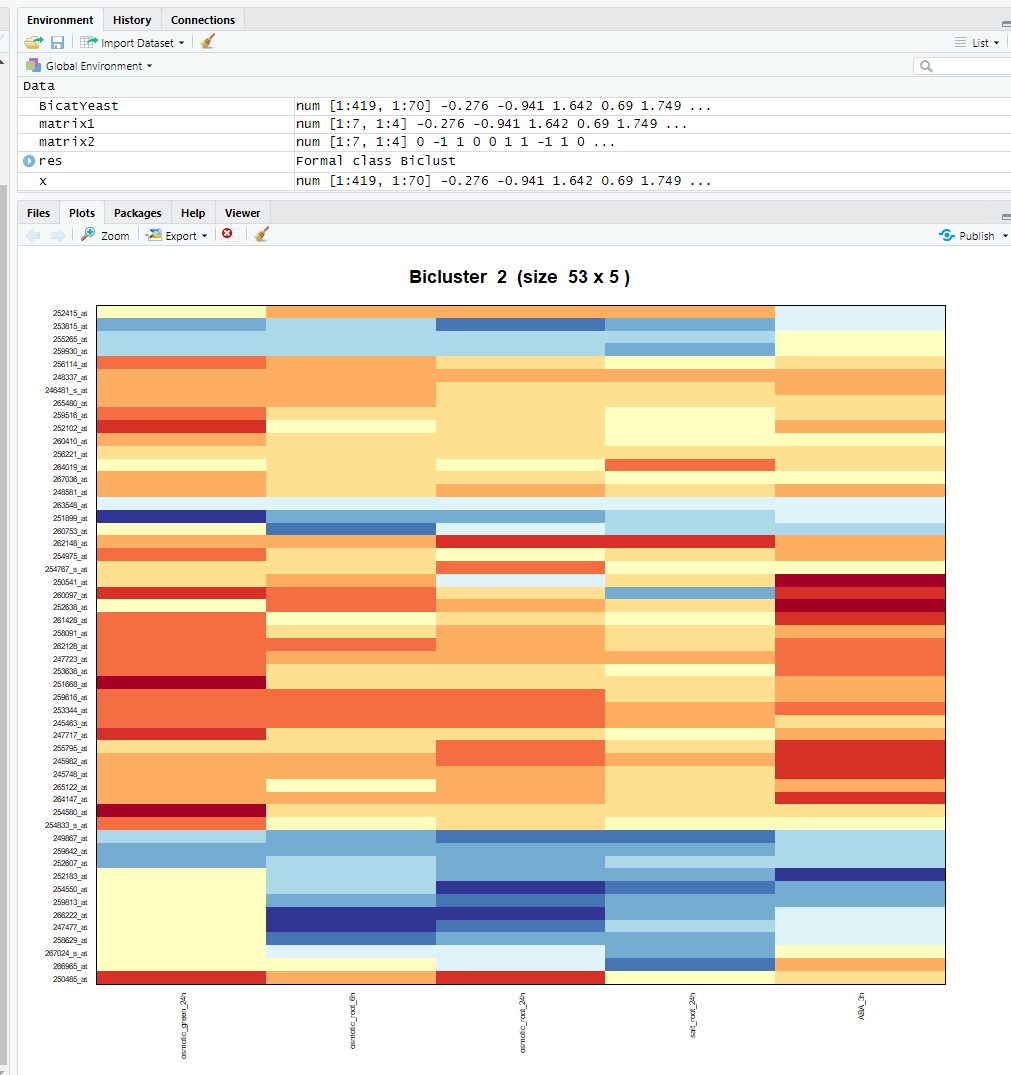 Environment History Connections
Import Dataset List
Global Environment
Data
BicatYeast num [1:419, 1:70] -0.276 -0.941 1.642 0.69 1.749 ...
matrix1 num [1:7, 1:4] -0.276 -0.941 1.642 0.69 1.749 ...
matrix2 num [1:7, 1:4] 0 -1 1 0 0 1 1 -1 1 0 ...
res Formal class Biclust
x num [1:419, 1:70] -0.276 -0.941 1.642 0.69 1.749 ...
Files Plots Packages Help Viewer
Zoom Export Publish
Bicluster 2 (size 53 x 5 )
252415_at
253815_at
255265_at
259930_at
256114_at
248337_at
246481_s_at
265480_at
259516_at
252102_at
260410_at
256221_at
264019_at
267036_at
248581_at
263548_at
251899_at
260753_at
262148_at
254975_at
254767_s_at
250541_at
260097_at
252638_at
261428_at
258091_at
262128_at
247723_at
253638_at
251668_at
259616_at
253344_at
245463_at
247717_at
255795_at
245982_at
245748_at
265122_at
264147_at
254580_at
254833_s_at
249867_at
259842_at
252607_at
252183_at
254550_at
259813_at
266222_at
247477_at
258629_at
267024_s_at
266965_at
250485_at
osmotic_green_24h
osmotic_root_6h
osmotic_root_24h
salt_root_24h
ABA_3h